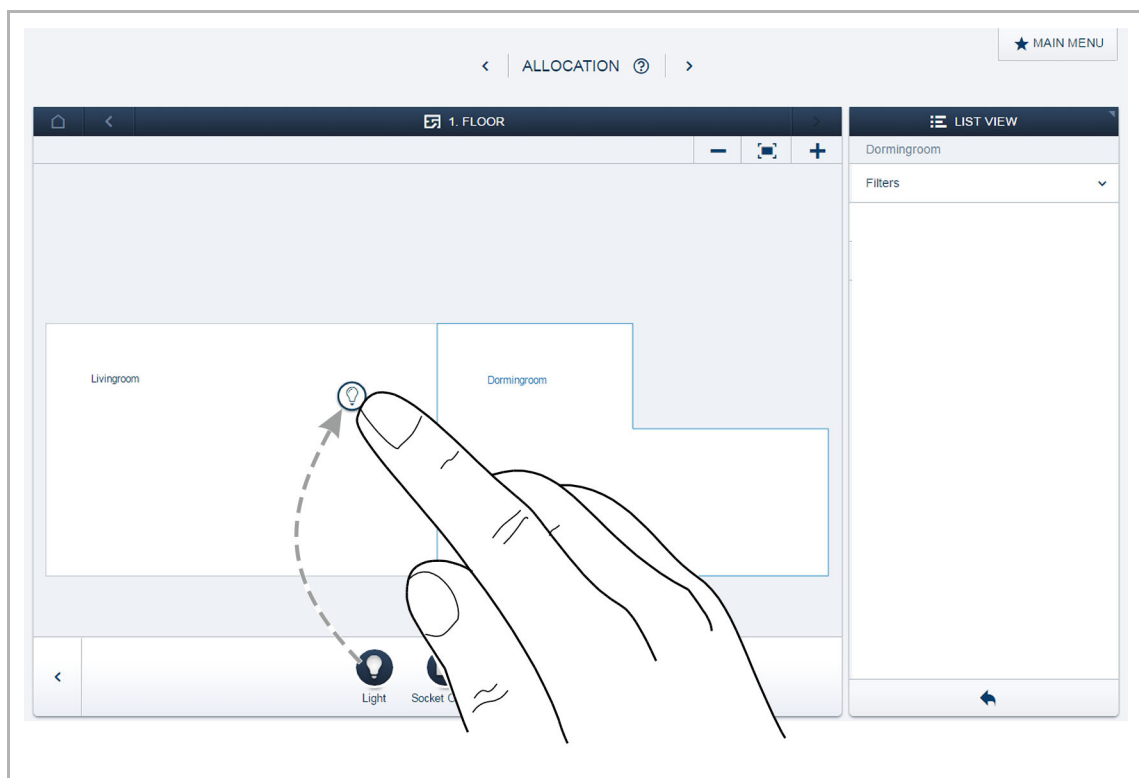 MAIN MENU
ALLOCATION
1. FLOOR
LIST VIEW
Dormingroom
Filters
Livingroom
Dormingroom
Light
Socket